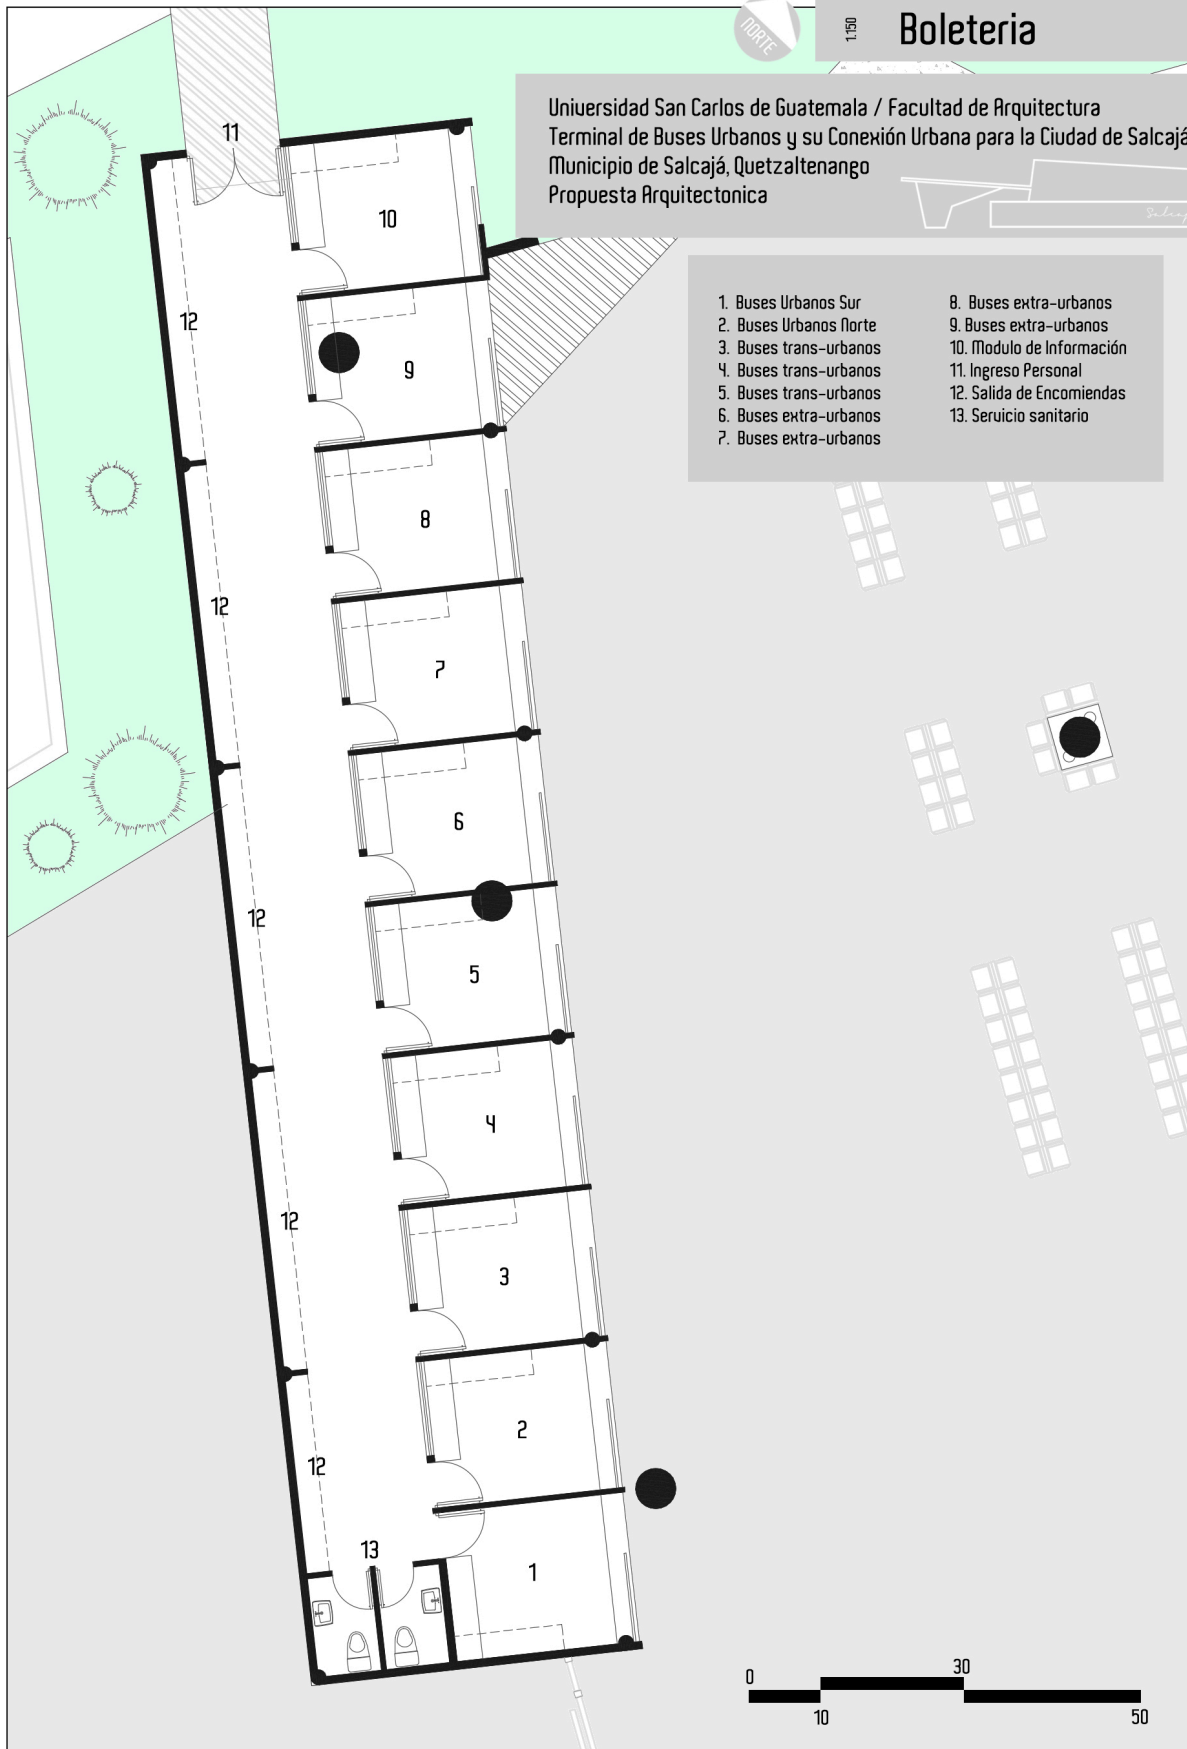 NORTE
1.150
Boleteria
Universidad San Carlos de Guatemala / Facultad de Arquitectura
Terminal de Buses Urbanos y su Conexión Urbana para la Ciudad de Salcajá
Municipio de Salcajá, Quetzaltenango
Propuesta Arquitectonica
1. Buses Urbanos Sur
2. Buses Urbanos Norte
3. Buses trans-urbanos
4. Buses trans-urbanos
5. Buses trans-urbanos
6. Buses extra-urbanos
7. Buses extra-urbanos
8. Buses extra-urbanos
9. Buses extra-urbanos
10. Modulo de Información
11. Ingreso Personal
12. Salida de Encomiendas
13. Servicio sanitario
11
10
12
9
8
12
7
6
12
5
4
12
3
2
12
13
1
0
30
10
50